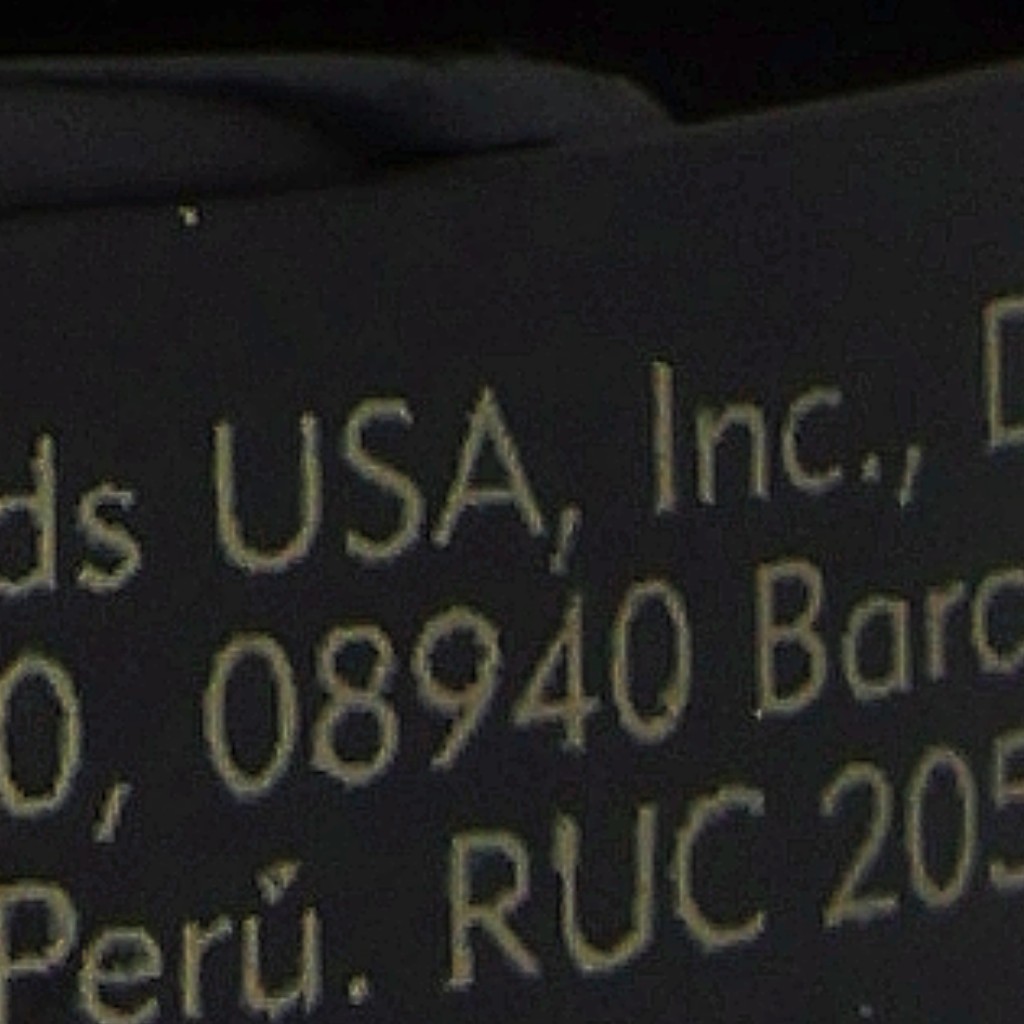 ds USA, Inc., D
0, 08940 Barc
Perú. RUC 205